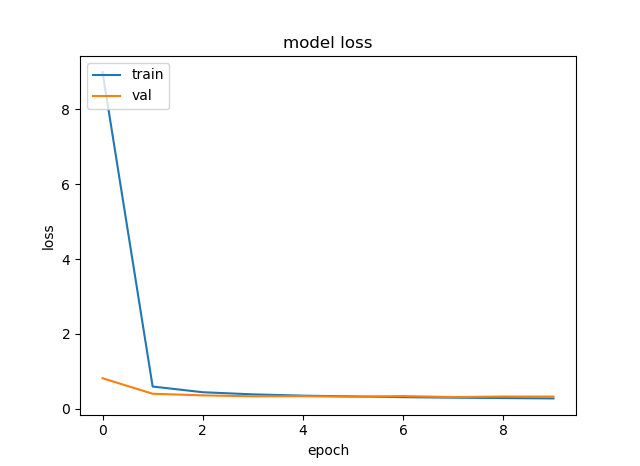 model loss
train
val
8
6
4
2
0
loss
0 2 4 6 8
epoch